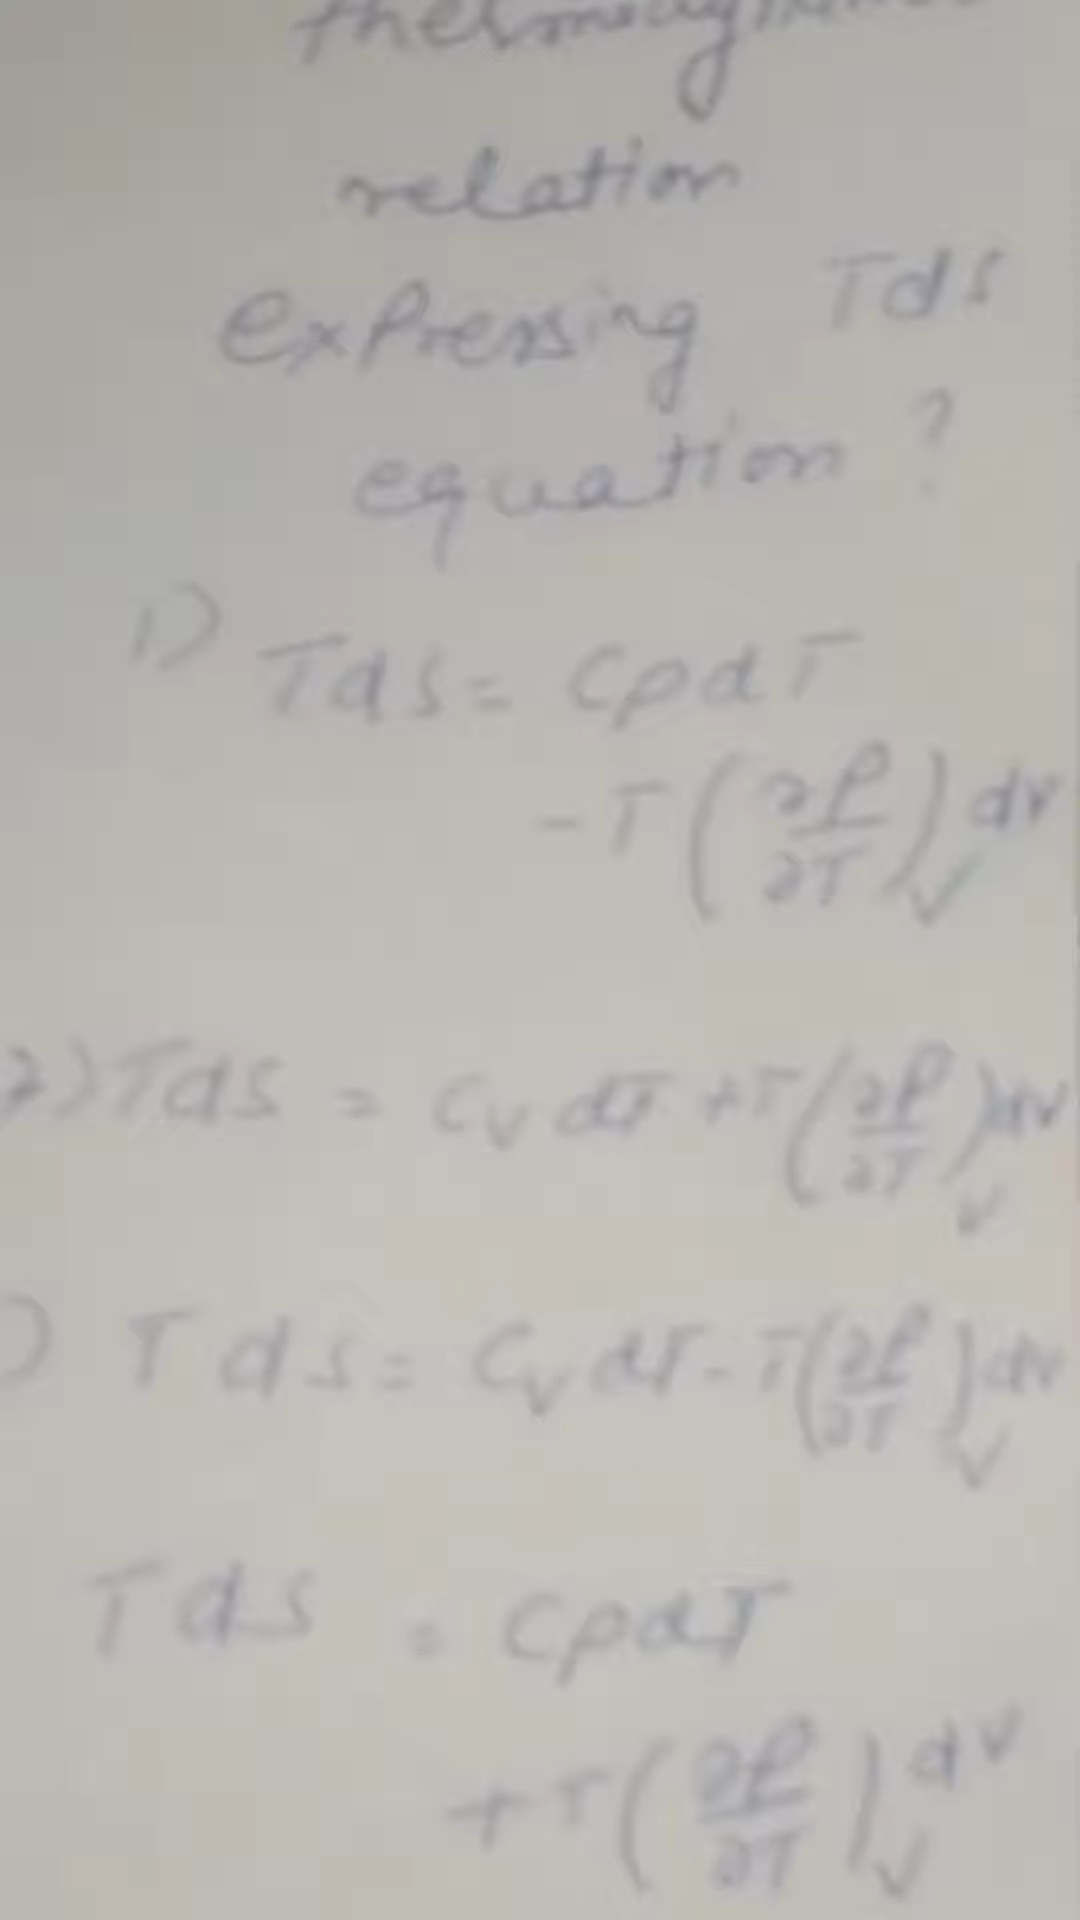 relation
expressing Tds
equation ?
1) Tds = CpdT
- T (∂P/∂T)v dv
2) Tds = Cv dT + T (∂P/∂T)v dv
) Tds = Cv dT - T (∂P/∂T)v dv
Tds = CpdT
+ T (∂P/∂T)v dv